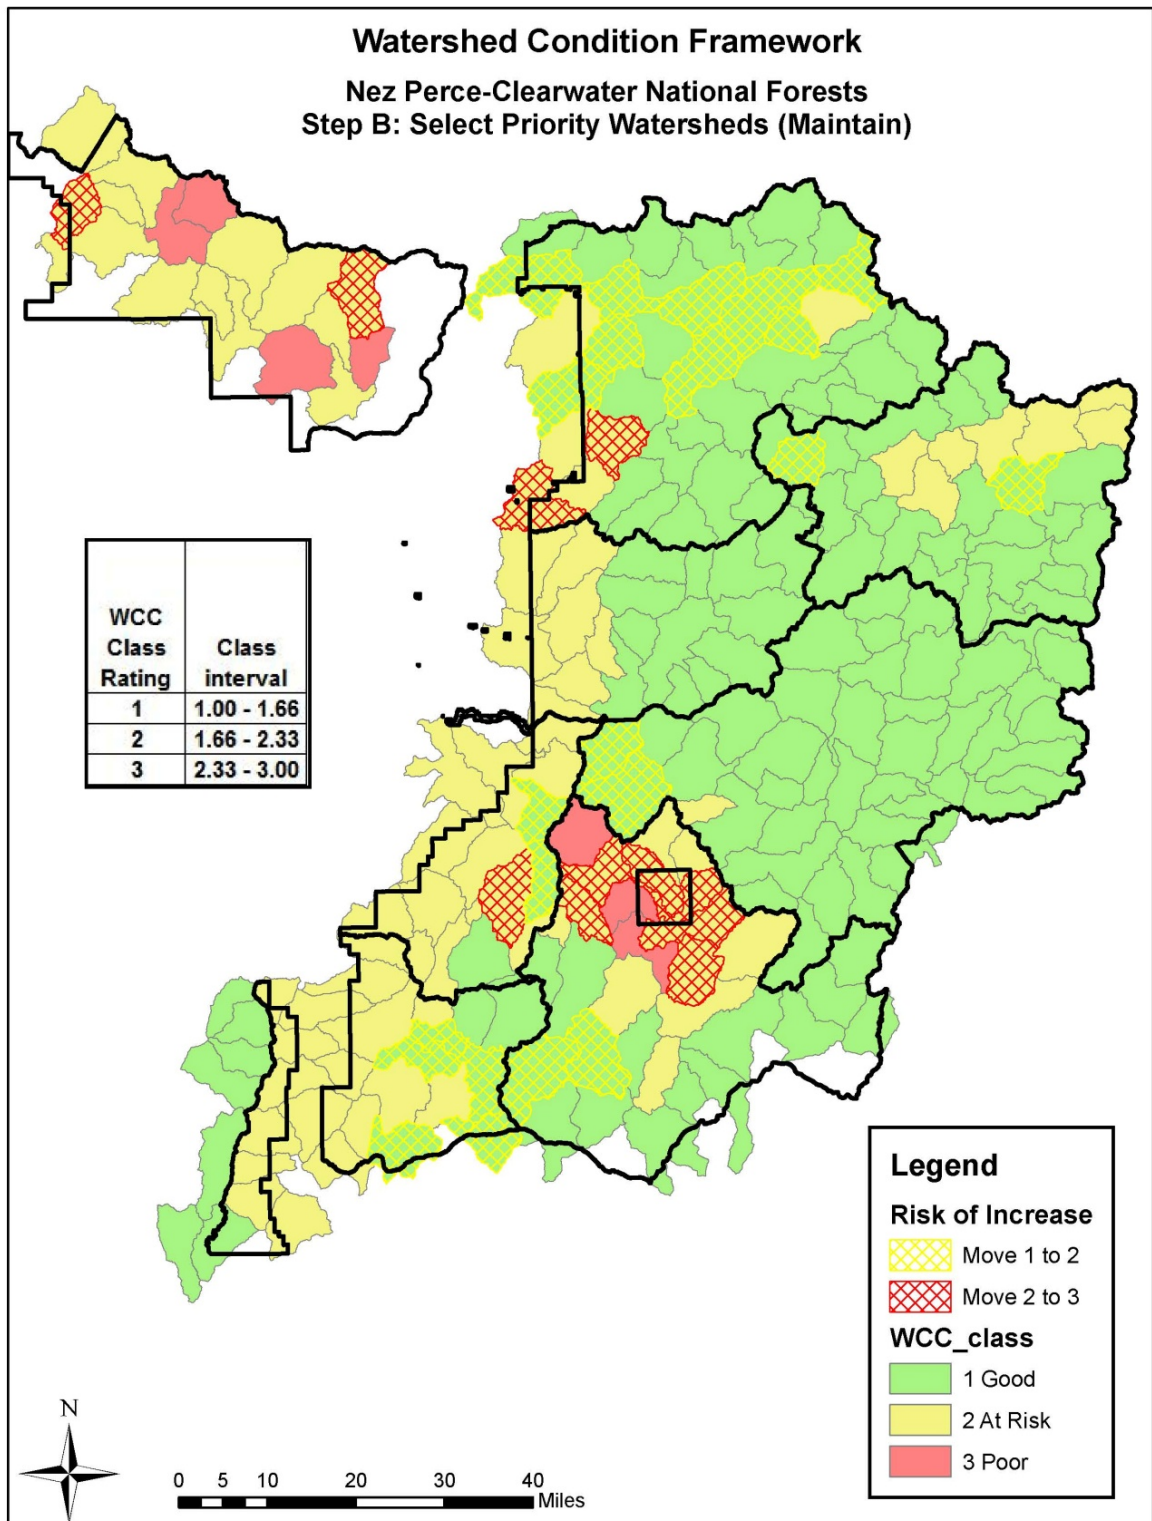 Watershed Condition Framework
Nez Perce-Clearwater National Forests
Step B: Select Priority Watersheds (Maintain)
WCC
Class
Rating
Class
interval
1 1.00 - 1.66
2 1.66 - 2.33
3 2.33 - 3.00
Legend
Risk of Increase
Move 1 to 2
Move 2 to 3
WCC_class
1 Good
2 At Risk
3 Poor
N
0 5 10 20 30 40
Miles